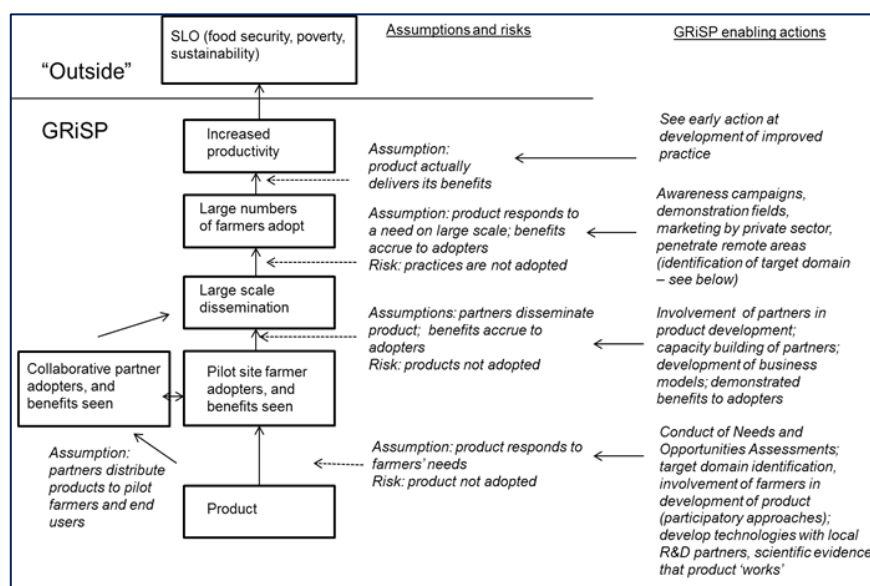 SLO (food security, poverty,
sustainability)
Assumptions and risks
GRiSP enabling actions
“Outside”
GRiSP
Increased
productivity
Assumption:
product actually
delivers its benefits
See early action at
development of improved
practice
Large numbers
of farmers adopt
Assumption: product responds to
a need on large scale; benefits
accrue to adopters
Risk: practices are not adopted
Awareness campaigns,
demonstration fields,
marketing by private sector,
penetrate remote areas
(identification of target domain
– see below)
Large scale
dissemination
Assumptions: partners disseminate
product; benefits accrue to
adopters
Risk: products not adopted
Involvement of partners in
product development;
capacity building of partners;
development of business
models; demonstrated
benefits to adopters
Collaborative partner
adopters, and
benefits seen
Pilot site farmer
adopters, and
benefits seen
Assumption:
partners distribute
products to pilot
farmers and end
users
Assumption: product responds to
farmers’ needs
Risk: product not adopted
Conduct of Needs and
Opportunities Assessments;
target domain identification,
involvement of farmers in
development of product
(participatory approaches);
develop technologies with local
R&D partners, scientific evidence
that product ‘works’
Product